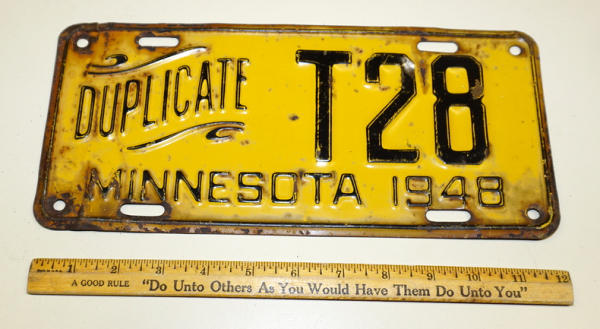 DUPLICATE
T28
MINNESOTA 1948
1 2 3 4 5 6 7 8 9 10 11 12
A GOOD RULE "Do Unto Others As You Would Have Them Do Unto You"